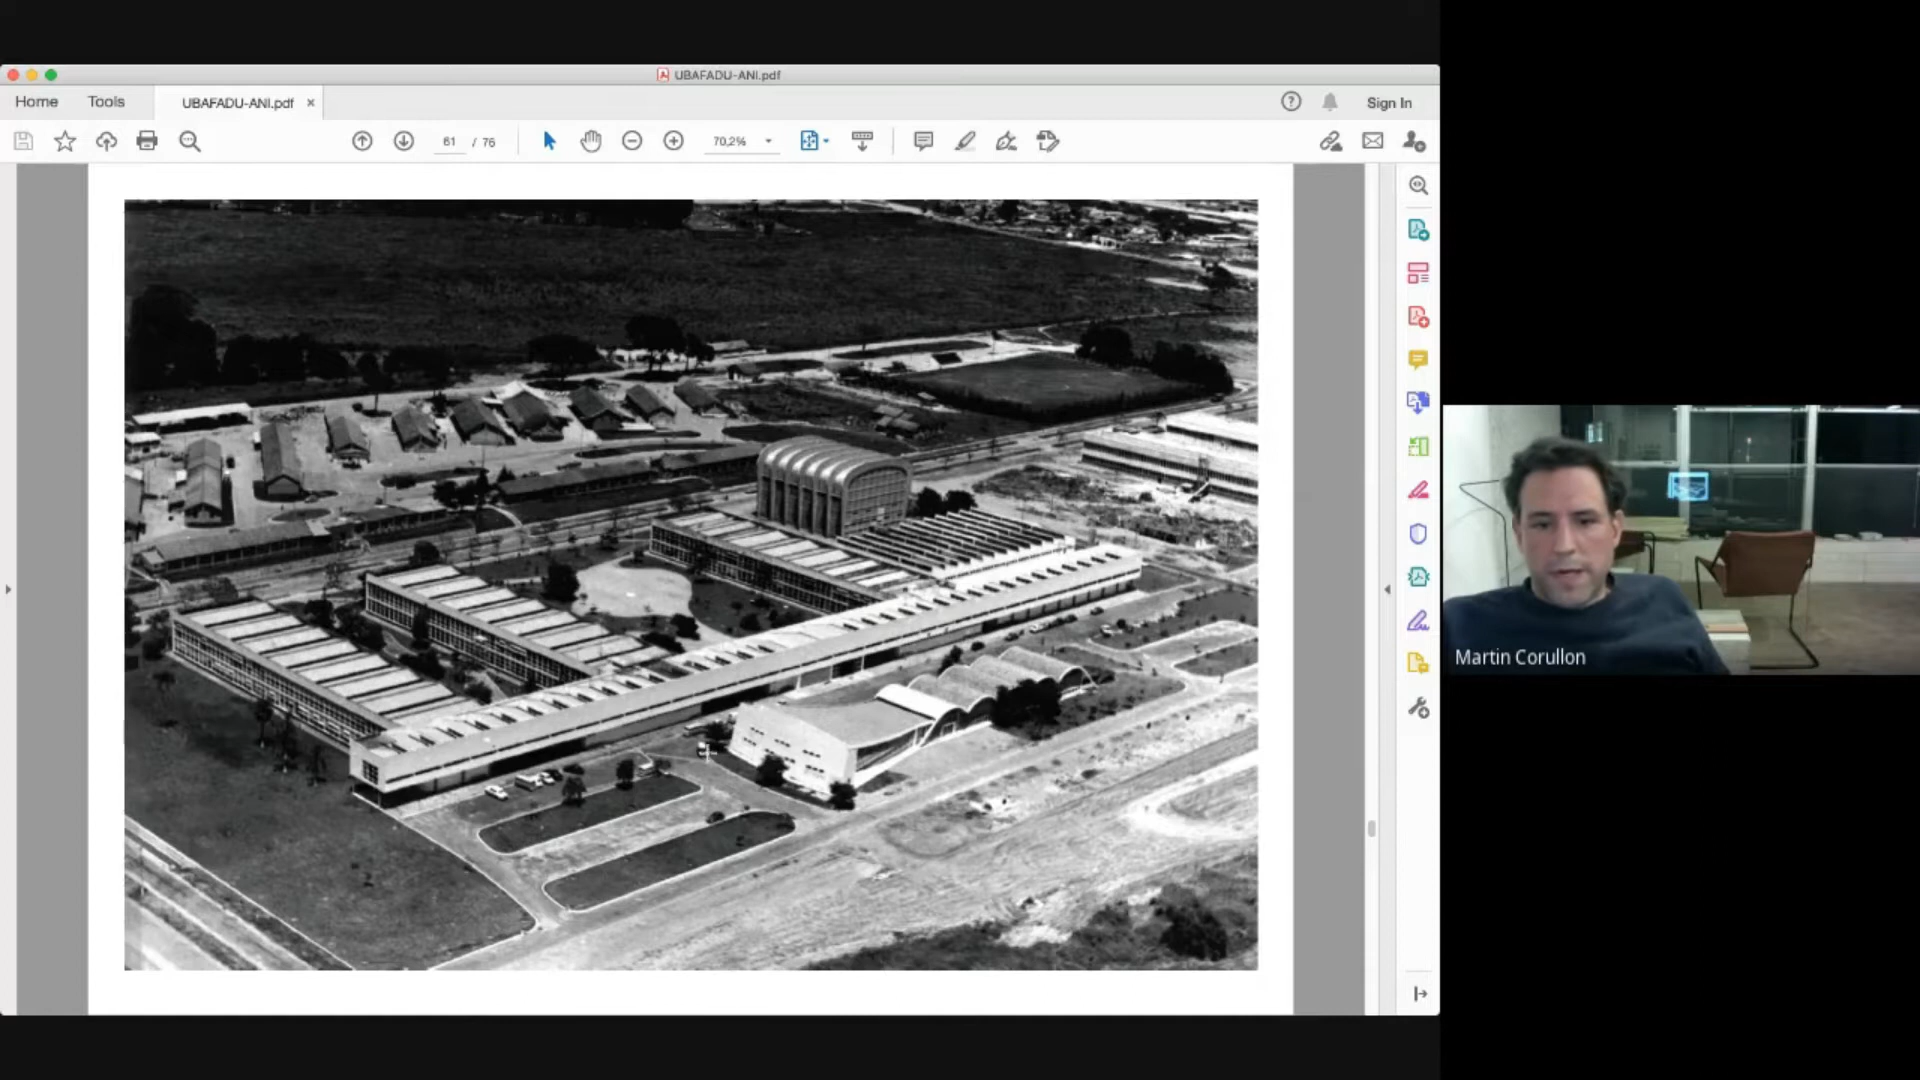 UBAFADU-ANI.pdf
Home Tools UBAFADU-ANI.pdf × Sign In
61 / 76 70,2%
Martin Corullon